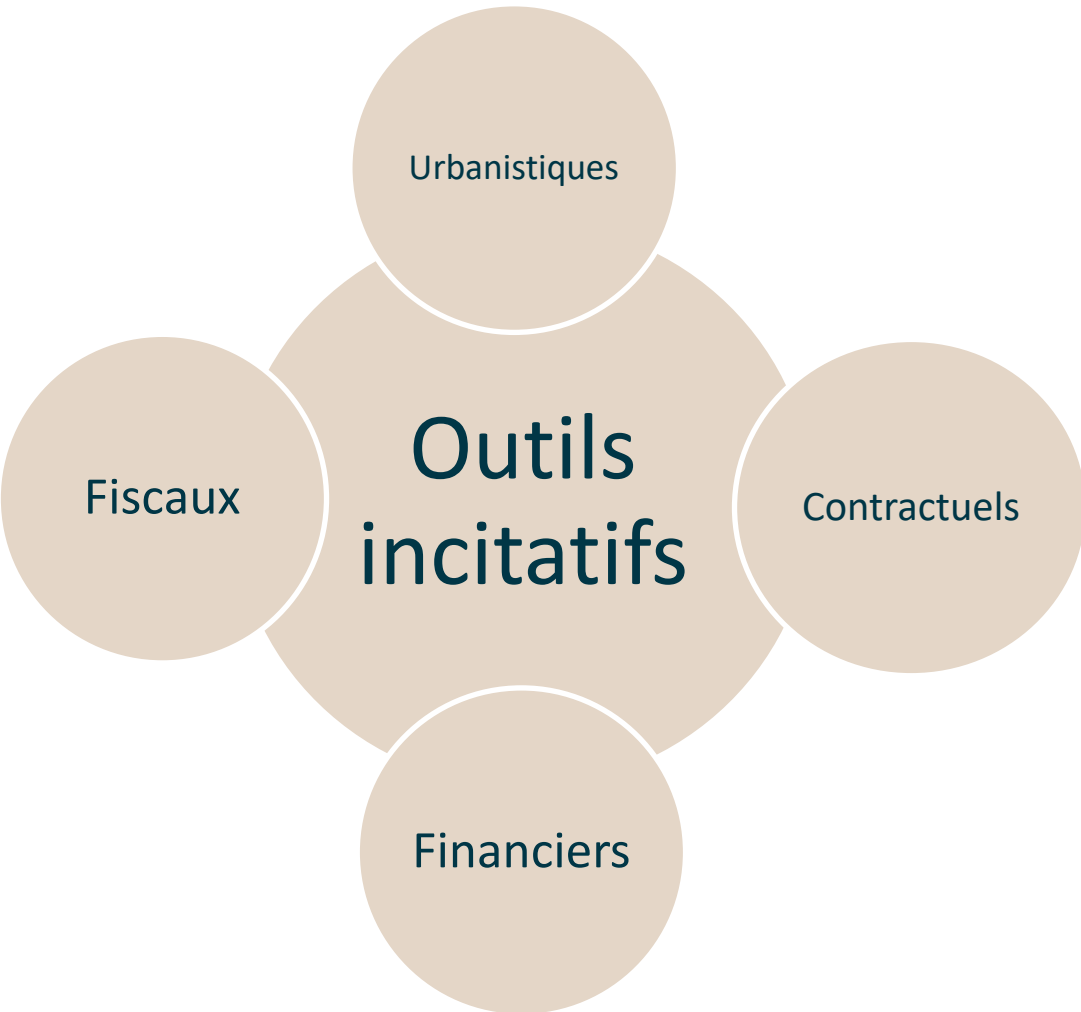 Urbanistiques
Outils
incitatifs
Fiscaux
Contractuels
Financiers